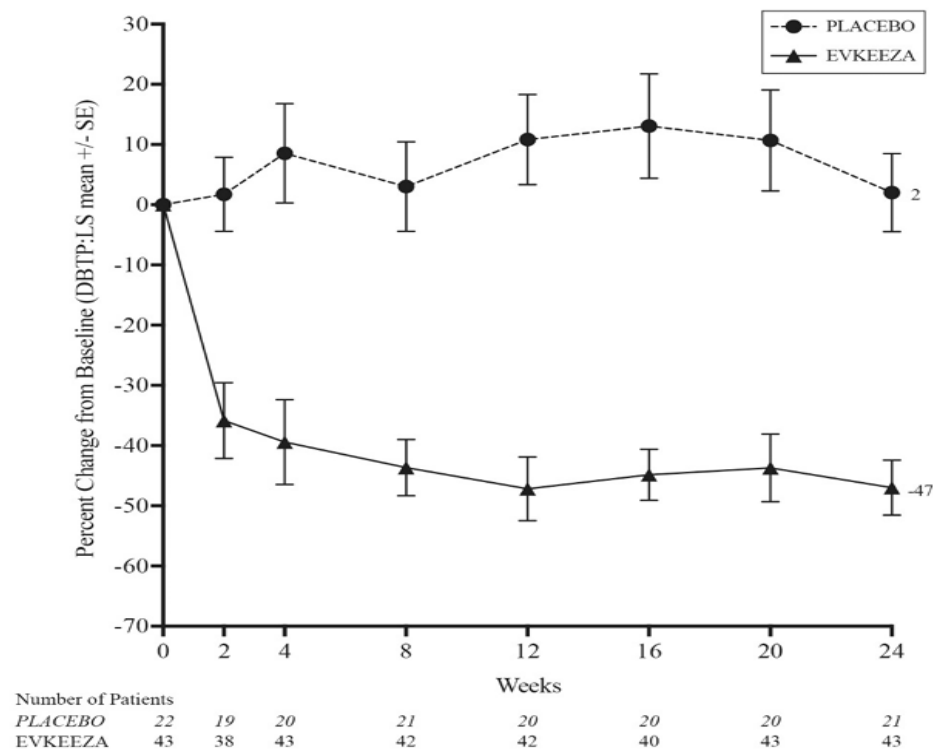 PLACEBO
EVKEEZA
Percent Change from Baseline (DBTP:LS mean +/- SE)
30
20
10
0
-10
-20
-30
-40
-50
-60
-70
2
-47
0 2 4 8 12 16 20 24
Weeks
Number of Patients
PLACEBO 22 19 20 21 20 20 20 21
EVKEEZA 43 38 43 42 42 40 43 43